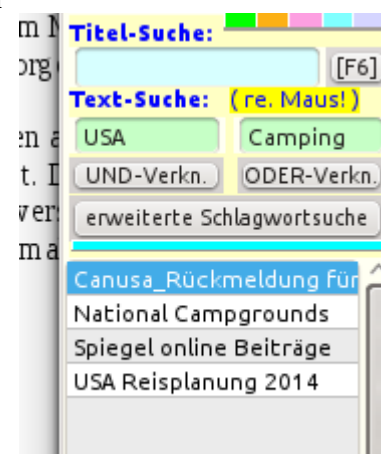 Titel-Suche:
[F6]
Text-Suche: (re. Maus!)
USA Camping
UND-Verkn. ODER-Verkn.
erweiterte Schlagwortsuche
Canusa_Rückmeldung für
National Campgrounds
Spiegel online Beiträge
USA Reisplanung 2014